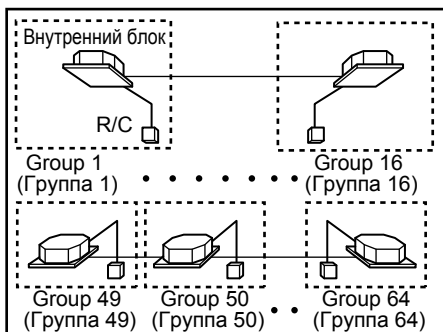 Внутренний блок
R/C
Group 1 Group 16
(Группа 1) (Группа 16)
Group 49 Group 50 Group 64
(Группа 49) (Группа 50) (Группа 64)